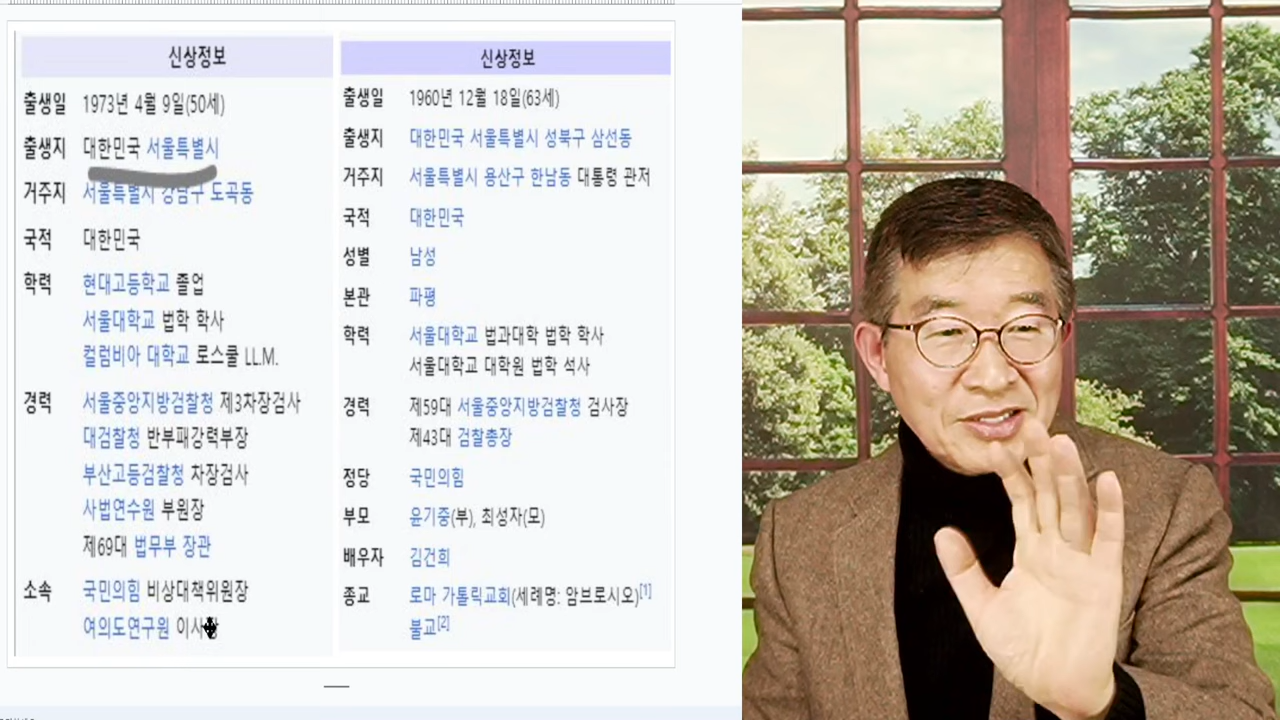 신상정보
출생일 1973년 4월 9일(50세)
출생지 대한민국 서울특별시
거주지 서울특별시 강남구 도곡동
국적 대한민국
학력 현대고등학교 졸업
서울대학교 법학 학사
컬럼비아 대학교 로스쿨 LL.M.
경력 서울중앙지방검찰청 제3차장검사
대검찰청 반부패강력부장
부산고등검찰청 차장검사
사법연수원 부원장
제69대 법무부 장관
소속 국민의힘 비상대책위원장
여의도연구원
신상정보
출생일 1960년 12월 18일(63세)
출생지 대한민국 서울특별시 성북구 삼선동
거주지 서울특별시 용산구 한남동 대통령 관저
국적 대한민국
성별 남성
본관 파평
학력 서울대학교 법과대학 법학 학사
서울대학교 대학원 법학 석사
경력 제59대 서울중앙지방검찰청 검사장
제43대 검찰총장
정당 국민의힘
부모 윤기중(부), 최성자(모)
배우자 김건희
종교 로마 가톨릭교회(세례명: 암브로시오)[1]
불교[2]